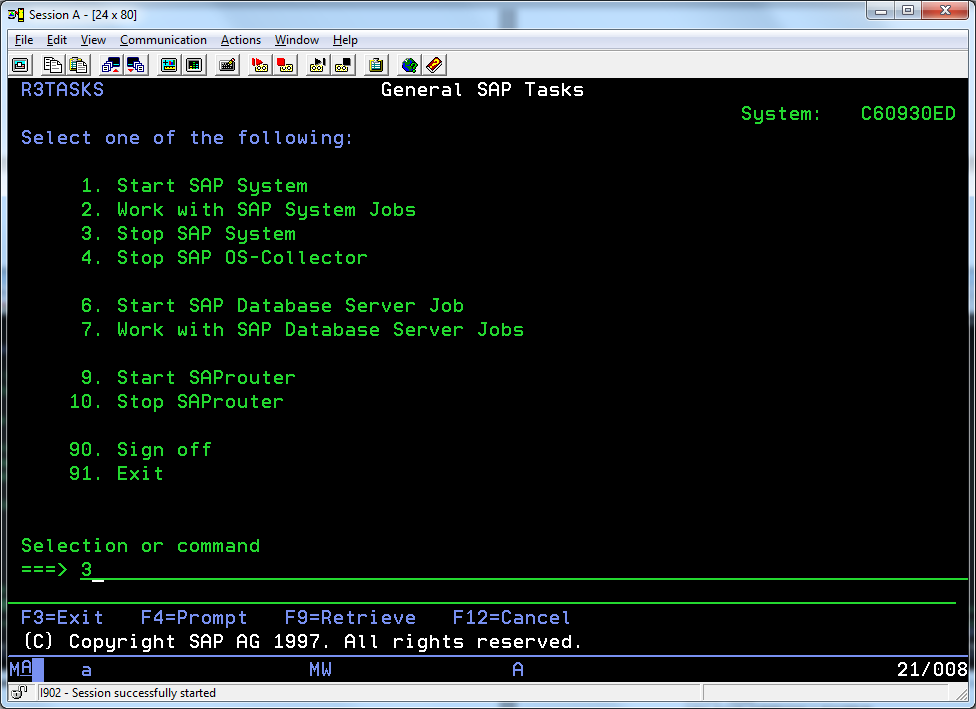 Session A - [24 x 80]
File Edit View Communication Actions Window Help
R3TASKS General SAP Tasks
System: C60930ED
Select one of the following:
1. Start SAP System
2. Work with SAP System Jobs
3. Stop SAP System
4. Stop SAP OS-Collector
6. Start SAP Database Server Job
7. Work with SAP Database Server Jobs
9. Start SAProuter
10. Stop SAProuter
90. Sign off
91. Exit
Selection or command
===> 3_
F3=Exit F4=Prompt F9=Retrieve F12=Cancel
(C) Copyright SAP AG 1997. All rights reserved.
MA a MW A 21/008
I902 - Session successfully started